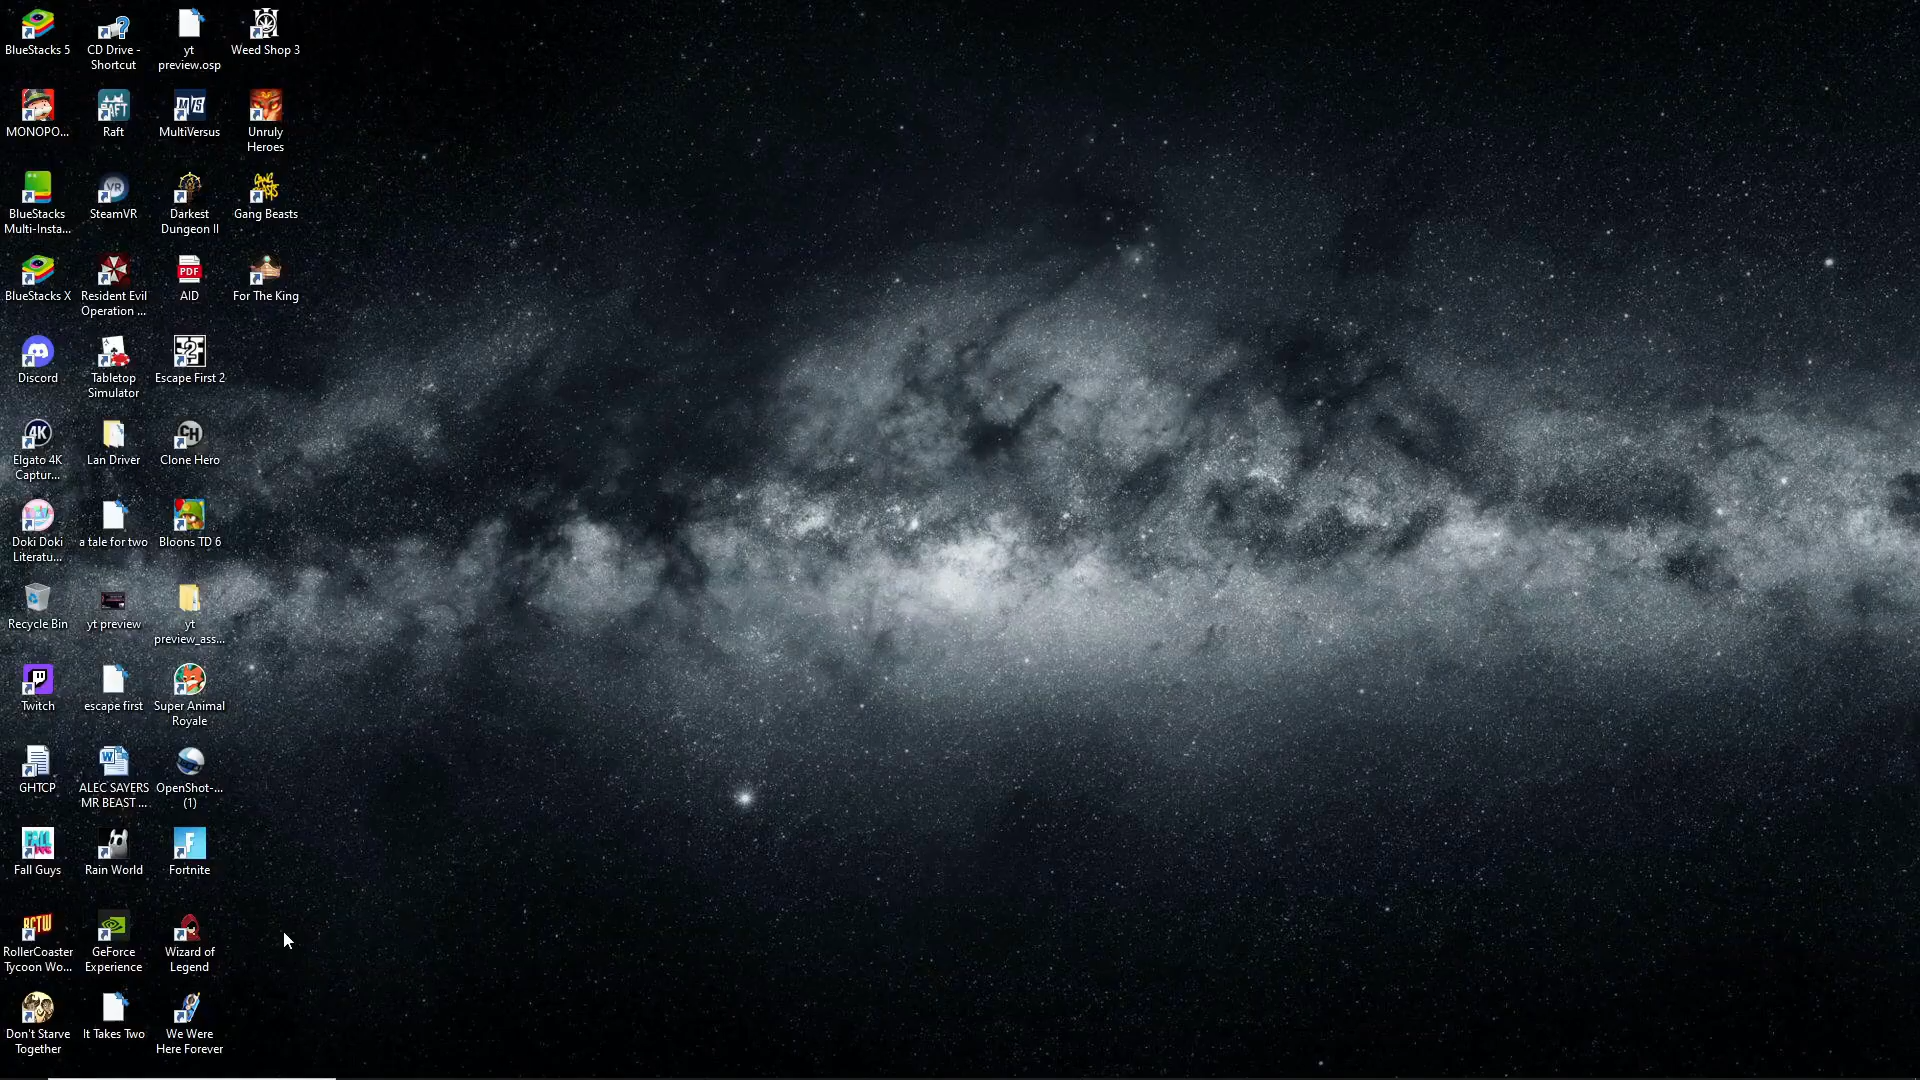 BlueStacks 5
CD Drive -
Shortcut
yt
preview.osp
Weed Shop 3
MONOPO...
Raft
MultiVersus
Unruly
Heroes
BlueStacks
Multi-Insta...
SteamVR
Darkest
Dungeon II
Gang Beasts
BlueStacks X
Resident Evil
Operation ...
PDF
AID
For The King
Discord
Tabletop
Simulator
Escape First 2
Elgato 4K
Captur...
Lan Driver
Clone Hero
Doki Doki
Literatu...
a tale for two
Bloons TD 6
Recycle Bin
yt preview
yt
preview_ass...
Twitch
escape first
Super Animal
Royale
GHTCP
ALEC SAYERS
MR BEAST ...
OpenShot-...
(1)
Fall Guys
Rain World
Fortnite
RollerCoaster
Tycoon Wo...
GeForce
Experience
Wizard of
Legend
Don't Starve
Together
It Takes Two
We Were
Here Forever